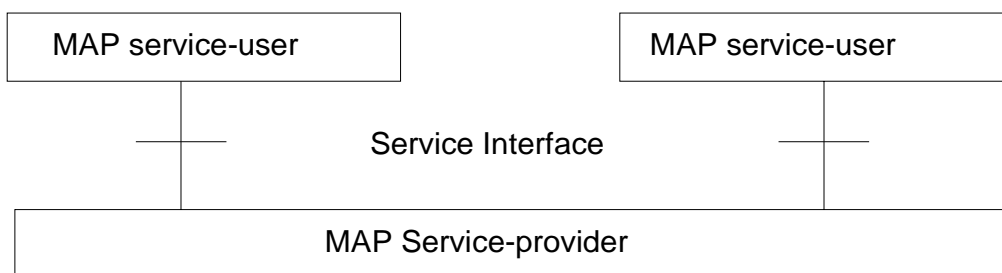 MAP service-user
MAP service-user
Service Interface
MAP Service-provider